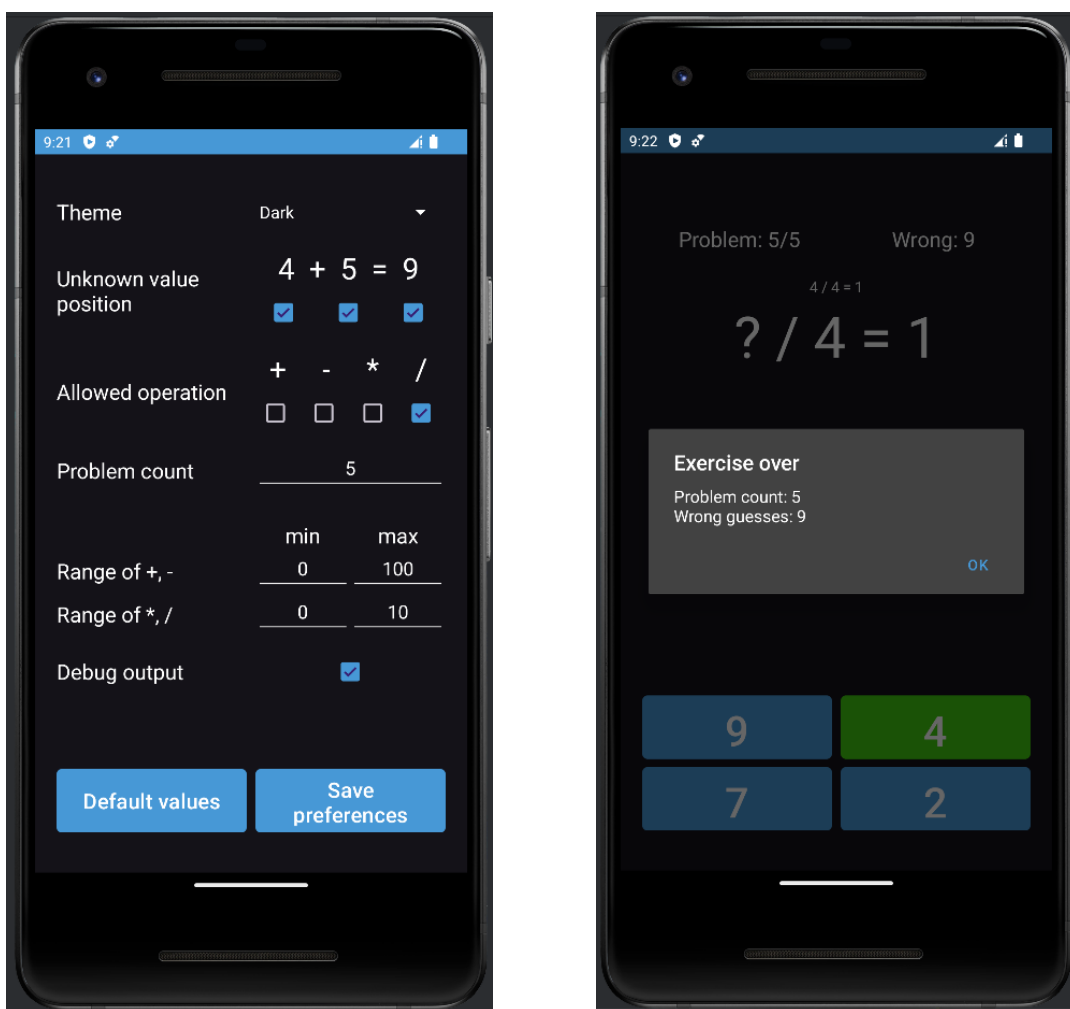 9:21
Theme
Dark
Unknown value
position
4 + 5 = 9
+ - * /
Allowed operation
Problem count
5
min max
Range of +, -
0 100
Range of *, /
0 10
Debug output
Default values
Save
preferences
9:22
Problem: 5/5
Wrong: 9
4 / 4 = 1
? / 4 = 1
Exercise over
Problem count: 5
Wrong guesses: 9
OK
9 4
7 2